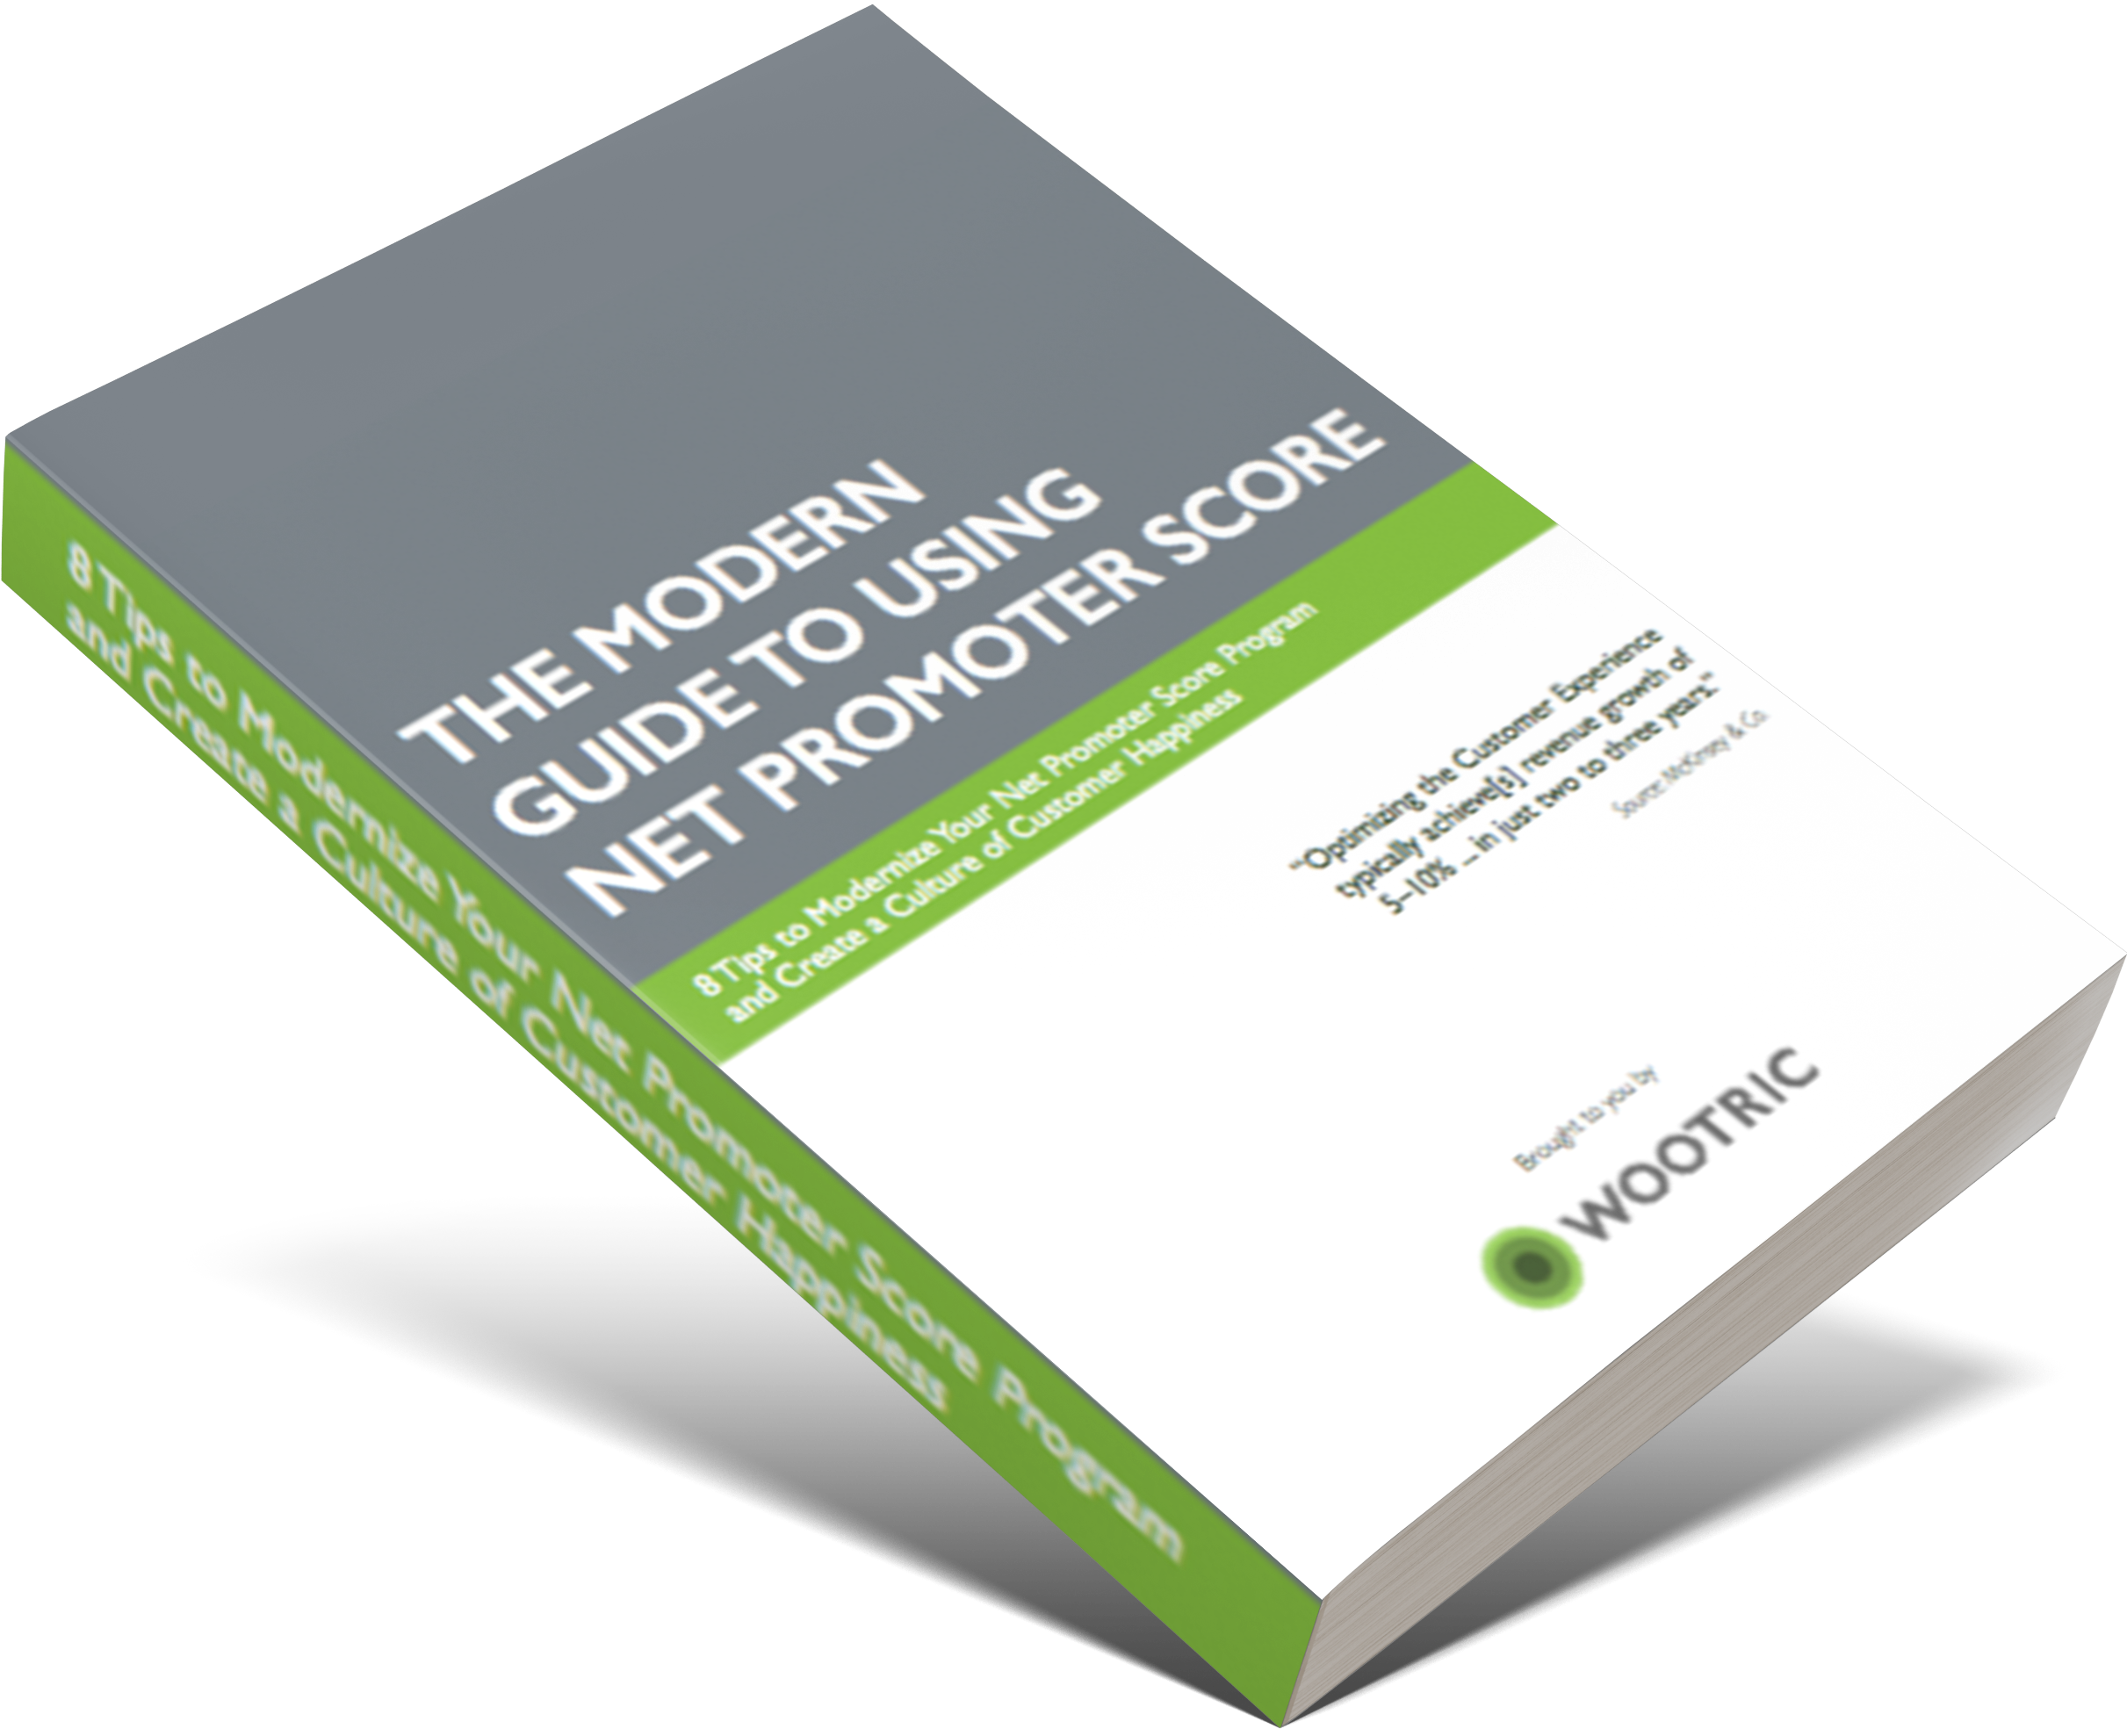 THE MODERN
GUIDE TO USING
NET PROMOTER SCORE
8 Tips to Modernize Your Net Promoter Score Program
and Create a Culture of Customer Happiness
"Optimizing the Customer Experience
typically achieve[s] revenue growth of
5–10% ... in just two to three years."
Source: McKinsey & Co
Brought to you by
WOOTRIC
8 Tips to Modernize Your Net Promoter Score Program
and Create a Culture of Customer Happiness